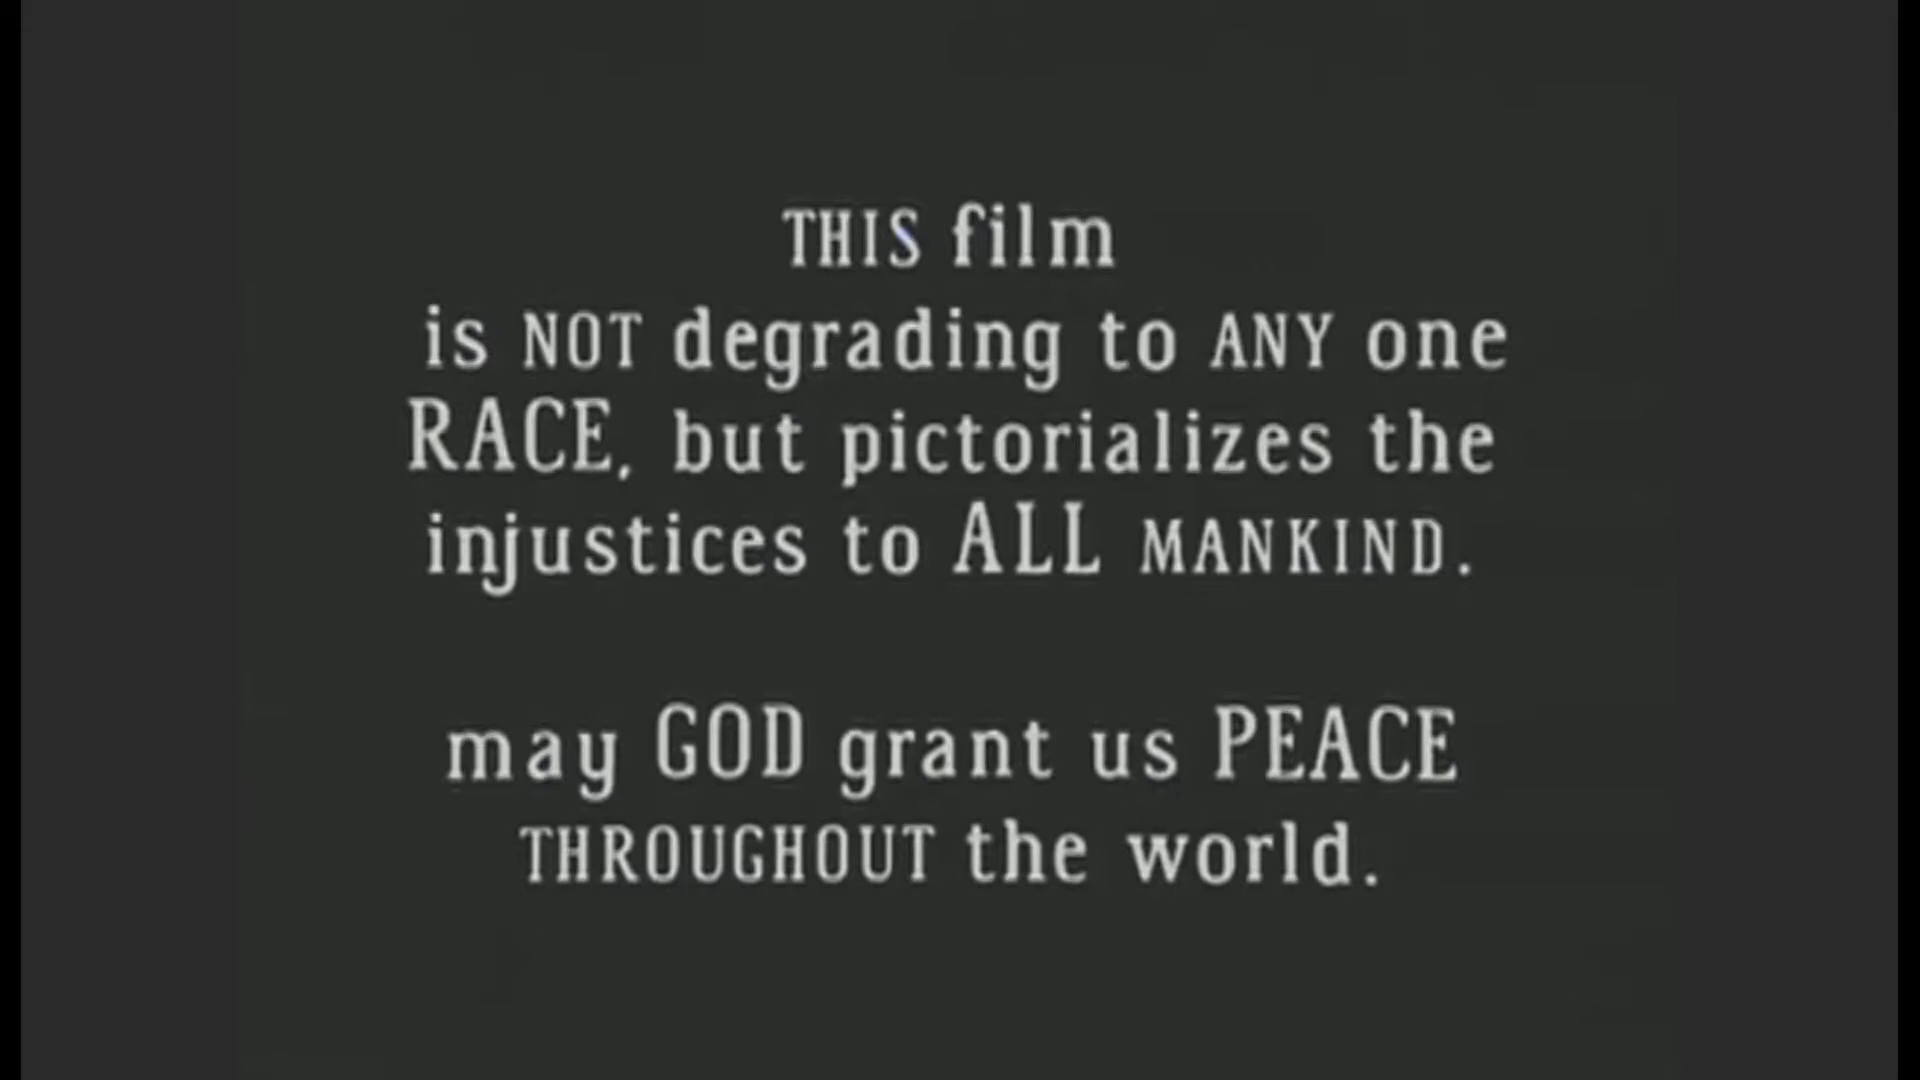 THIS film
is NOT degrading to ANY one
RACE, but pictorializes the
injustices to ALL MANKIND.
may GOD grant us PEACE
THROUGHOUT the world.